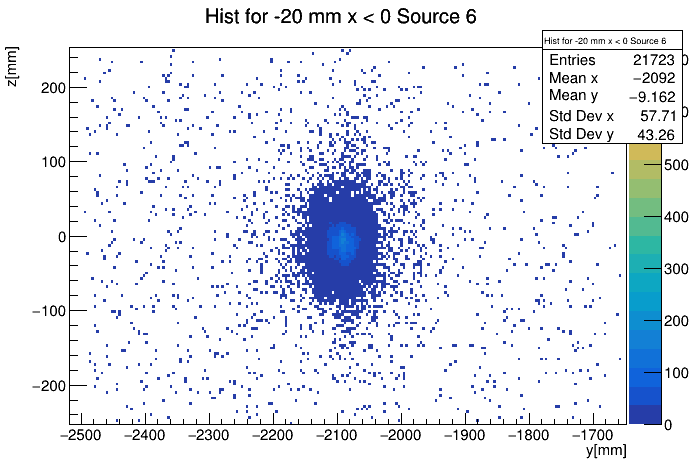 Hist for -20 mm x < 0 Source 6
z[mm]
Hist for -20 mm x < 0 Source 6
Entries 21723
Mean x −2092
Mean y −9.162
Std Dev x 57.71
Std Dev y 43.26
200
100
0
−100
−200
500
400
300
200
100
0
−2500 −2400 −2300 −2200 −2100 −2000 −1900 −1800 −1700
y[mm]